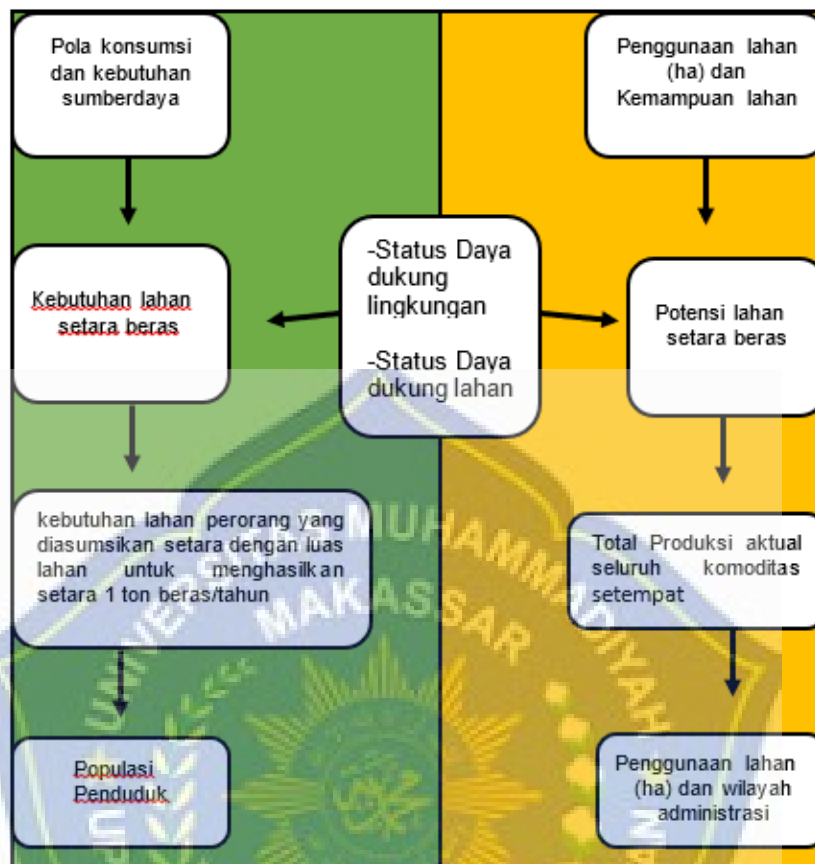 Pola konsumsi
dan kebutuhan
sumberdaya
Penggunaan lahan
(ha) dan
Kemampuan lahan
-Status Daya
dukung
lingkungan
-Status Daya
dukung lahan
Kebutuhan lahan
setara beras
Potensi lahan
setara beras
kebutuhan lahan perorang yang
diasumsikan setara dengan luas
lahan untuk menghasilkan
setara 1 ton beras/tahun
Total Produksi aktual
seluruh komoditas
setempat
Populasi
Penduduk
Penggunaan lahan
(ha) dan wilayah
administrasi
UNIVERSITAS MUHAMMADIYAH
MAKASSAR